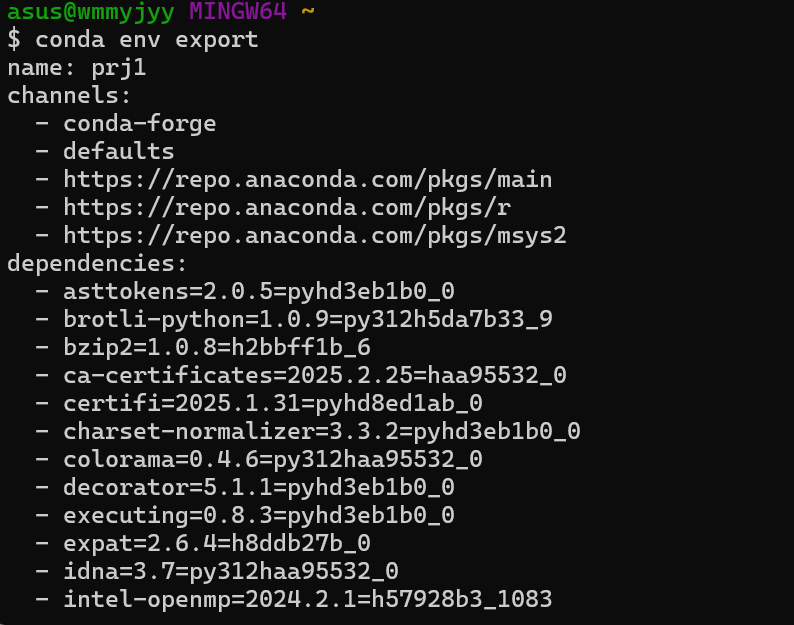 asus@wmmyjyy MINGW64 ~
$ conda env export
name: prj1
channels:
  - conda-forge
  - defaults
  - https://repo.anaconda.com/pkgs/main
  - https://repo.anaconda.com/pkgs/r
  - https://repo.anaconda.com/pkgs/msys2
dependencies:
  - asttokens=2.0.5=pyhd3eb1b0_0
  - brotli-python=1.0.9=py312h5da7b33_9
  - bzip2=1.0.8=h2bbff1b_6
  - ca-certificates=2025.2.25=haa95532_0
  - certifi=2025.1.31=pyhd8ed1ab_0
  - charset-normalizer=3.3.2=pyhd3eb1b0_0
  - colorama=0.4.6=py312haa95532_0
  - decorator=5.1.1=pyhd3eb1b0_0
  - executing=0.8.3=pyhd3eb1b0_0
  - expat=2.6.4=h8ddb27b_0
  - idna=3.7=py312haa95532_0
  - intel-openmp=2024.2.1=h57928b3_1083